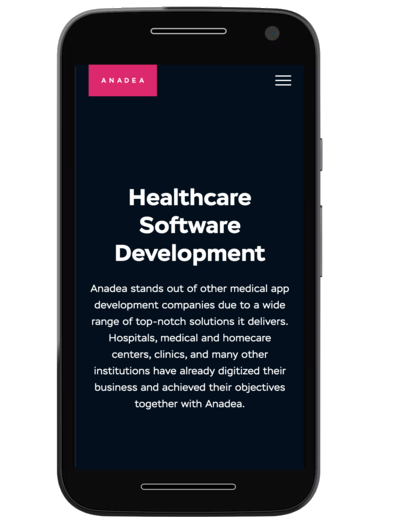 ANADEA
Healthcare
Software
Development
Anadea stands out of other medical app
development companies due to a wide
range of top-notch solutions it delivers.
Hospitals, medical and homecare
centers, clinics, and many other
institutions have already digitized their
business and achieved their objectives
together with Anadea.